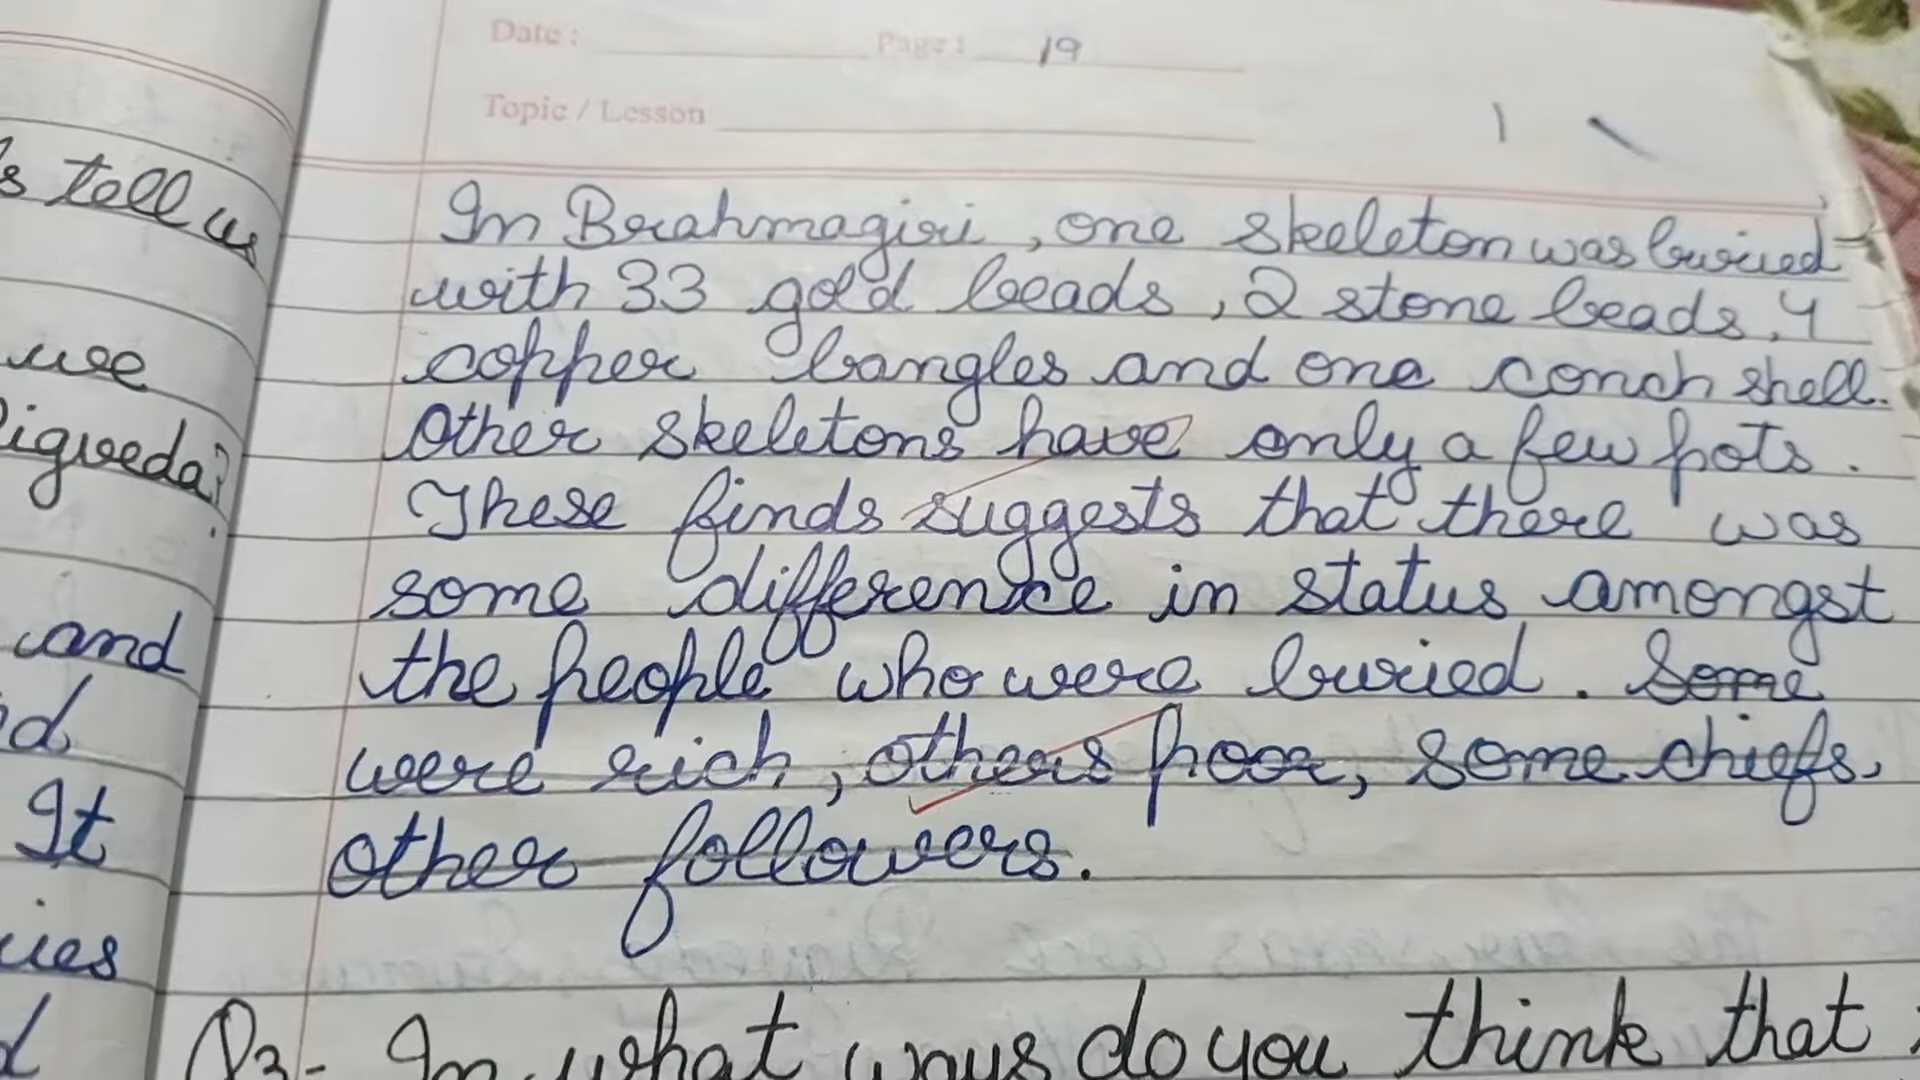 Date : Page : 19
Topic / Lesson
s tell us
we
and
It
In Brahmagiri, one skeleton was buried
with 33 gold beads, 2 stone beads, 4
copper bangles and one conch shell.
Other skeletons have only a few pots.
These finds suggests that there was
some difference in status amongst
the people who were buried. Some
were rich, others poor, some chiefs,
other followers.
Q3- In what ways do you think that